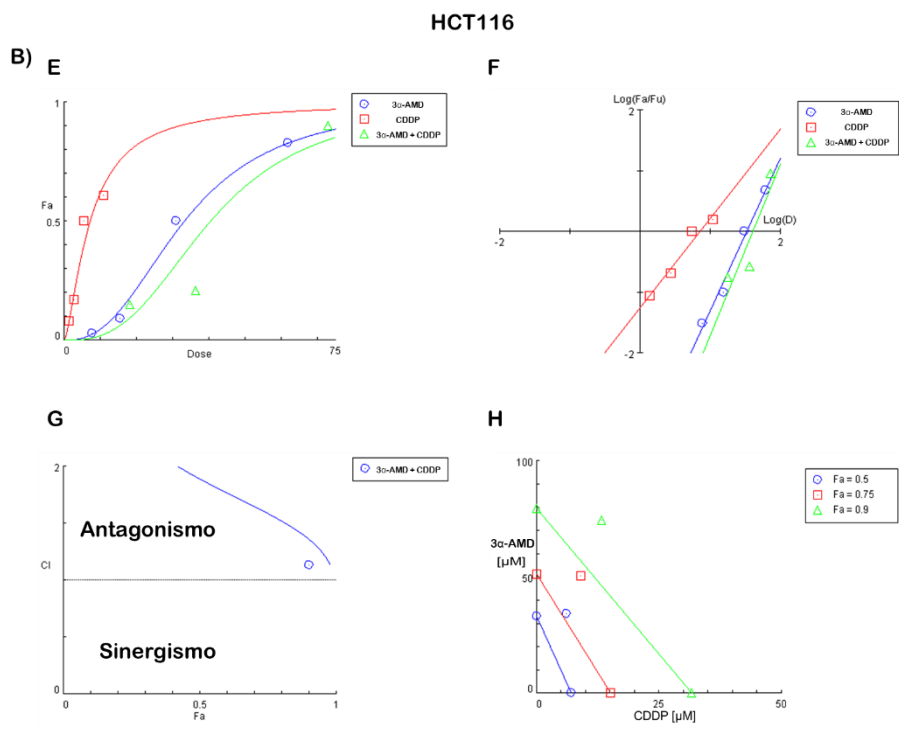 HCT116
B)
E
1
Fa
0.5
0
0
Dose
75
3α-AMD
CDDP
3α-AMD + CDDP
F
Log(Fa/Fu)
2
Log(D)
-2
2
-2
3α-AMD
CDDP
3α-AMD + CDDP
G
2
Antagonismo
CI
Sinergismo
0
0
0.5
1
Fa
3α-AMD + CDDP
H
100
3α-AMD
[µM]
50
0
0
25
50
CDDP [µM]
Fa = 0.5
Fa = 0.75
Fa = 0.9